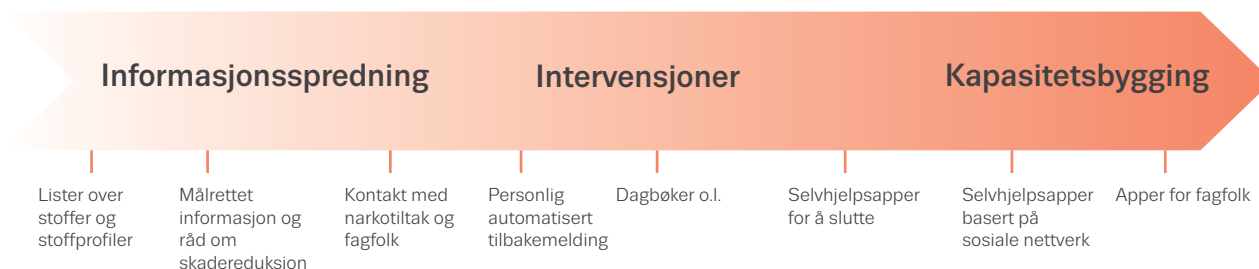 Informasjonsspredning
Intervensjoner
Kapasitetsbygging
Lister over
stoffer og
stoffprofiler
Målrettet
informasjon og
råd om
skadereduksjon
Kontakt med
narkotiltak og
fagfolk
Personlig
automatisert
tilbakemelding
Dagbøker o.l.
Selvhjelpsapper
for å slutte
Selvhjelpsapper
basert på
sosiale nettverk
Apper for fagfolk